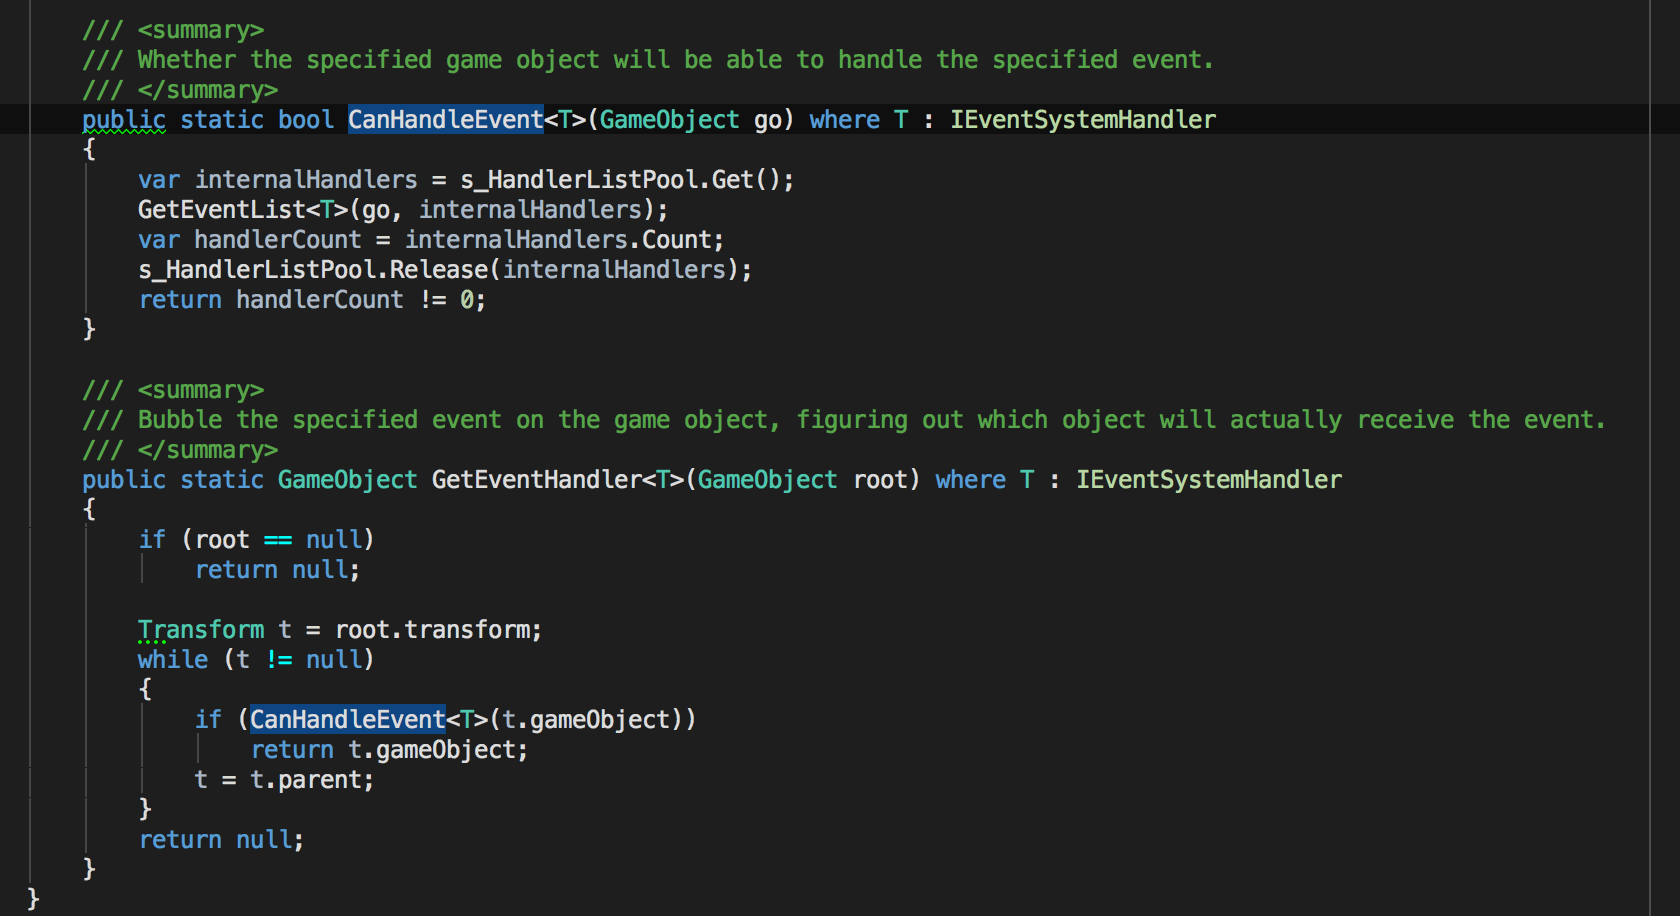 /// <summary>
/// Whether the specified game object will be able to handle the specified event.
/// </summary>
public static bool CanHandleEvent<T>(GameObject go) where T : IEventSystemHandler
{
    var internalHandlers = s_HandlerListPool.Get();
    GetEventList<T>(go, internalHandlers);
    var handlerCount = internalHandlers.Count;
    s_HandlerListPool.Release(internalHandlers);
    return handlerCount != 0;
}

/// <summary>
/// Bubble the specified event on the game object, figuring out which object will actually receive the event.
/// </summary>
public static GameObject GetEventHandler<T>(GameObject root) where T : IEventSystemHandler
{
    if (root == null)
        return null;

    Transform t = root.transform;
    while (t != null)
    {
        if (CanHandleEvent<T>(t.gameObject))
            return t.gameObject;
        t = t.parent;
    }
    return null;
}
}